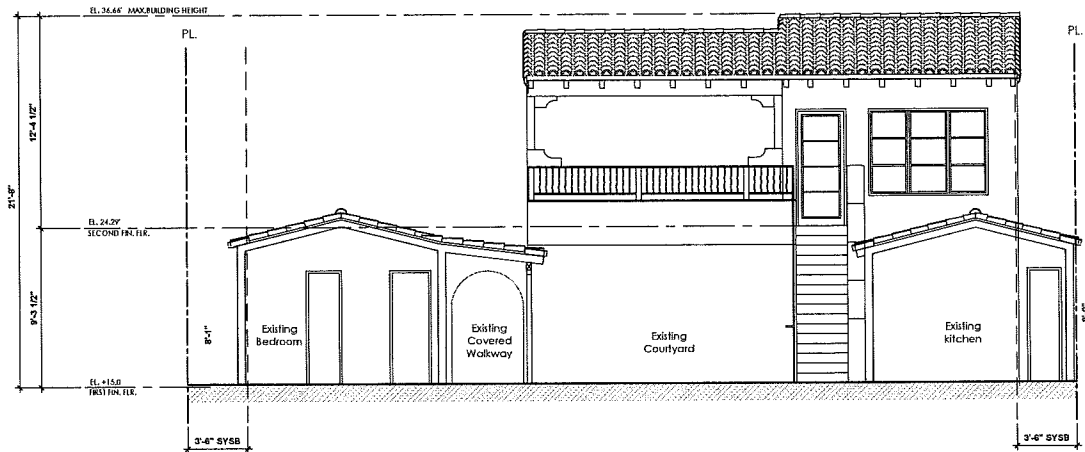 EL. 36.66' MAX.BUILDING HEIGHT
PL.
PL.
12'-4 1/2"
21'-8"
EL. 24.29'
SECOND FIN. FLR.
9'-3 1/2"
8'-1"
Existing
Bedroom
Existing
Covered
Walkway
Existing
Courtyard
Existing
kitchen
EL. +15.0
FIRST FIN. FLR.
3'-6" SYSB
3'-6" SYSB